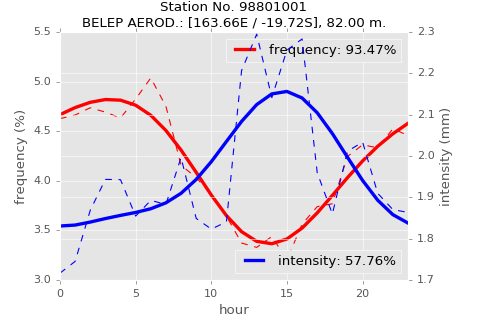 Station No. 98801001
BELEP AEROD.: [163.66E / -19.72S], 82.00 m.
frequency: 93.47%
intensity: 57.76%
frequency (%)
5.5
5.0
4.5
4.0
3.5
3.0
intensity (mm)
2.3
2.2
2.1
2.0
1.9
1.8
1.7
0 5 10 15 20
hour